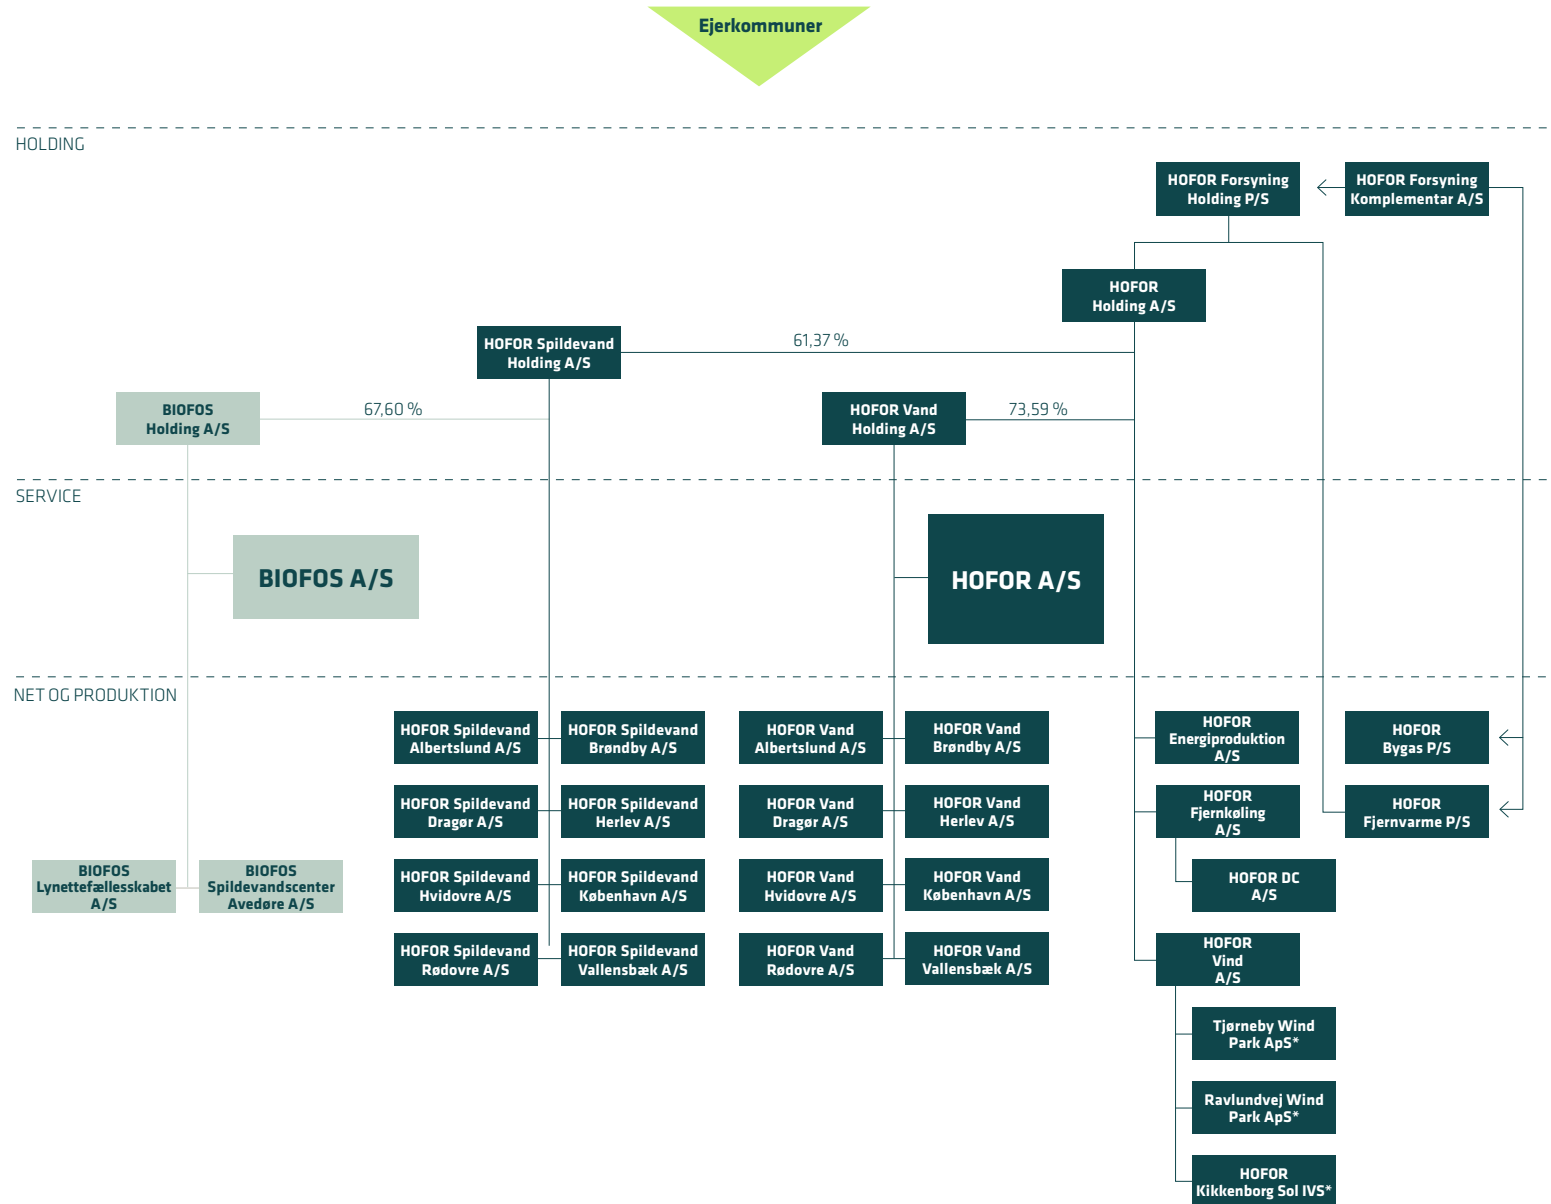 Ejerkommuner
HOLDING
HOFOR Forsyning
Holding P/S
HOFOR Forsyning
Komplementar A/S
HOFOR
Holding A/S
HOFOR Spildevand
Holding A/S
61,37 %
BIOFOS
Holding A/S
67,60 %
HOFOR Vand
Holding A/S
73,59 %
SERVICE
BIOFOS A/S
HOFOR A/S
NET OG PRODUKTION
HOFOR Spildevand
Albertslund A/S
HOFOR Spildevand
Brøndby A/S
HOFOR Vand
Albertslund A/S
HOFOR Vand
Brøndby A/S
HOFOR
Energiproduktion
A/S
HOFOR
Bygas P/S
HOFOR Spildevand
Dragør A/S
HOFOR Spildevand
Herlev A/S
HOFOR Vand
Dragør A/S
HOFOR Vand
Herlev A/S
HOFOR
Fjernkøling
A/S
HOFOR
Fjernvarme P/S
BIOFOS
Lynettefællesskabet
A/S
BIOFOS
Spildevandscenter
Avedøre A/S
HOFOR Spildevand
Hvidovre A/S
HOFOR Spildevand
København A/S
HOFOR Vand
Hvidovre A/S
HOFOR Vand
København A/S
HOFOR DC
A/S
HOFOR Spildevand
Rødovre A/S
HOFOR Spildevand
Vallensbæk A/S
HOFOR Vand
Rødovre A/S
HOFOR Vand
Vallensbæk A/S
HOFOR
Vind
A/S
Tjørneby Wind
Park ApS*
Ravlundvej Wind
Park ApS*
HOFOR
Kikkenborg Sol IVS*